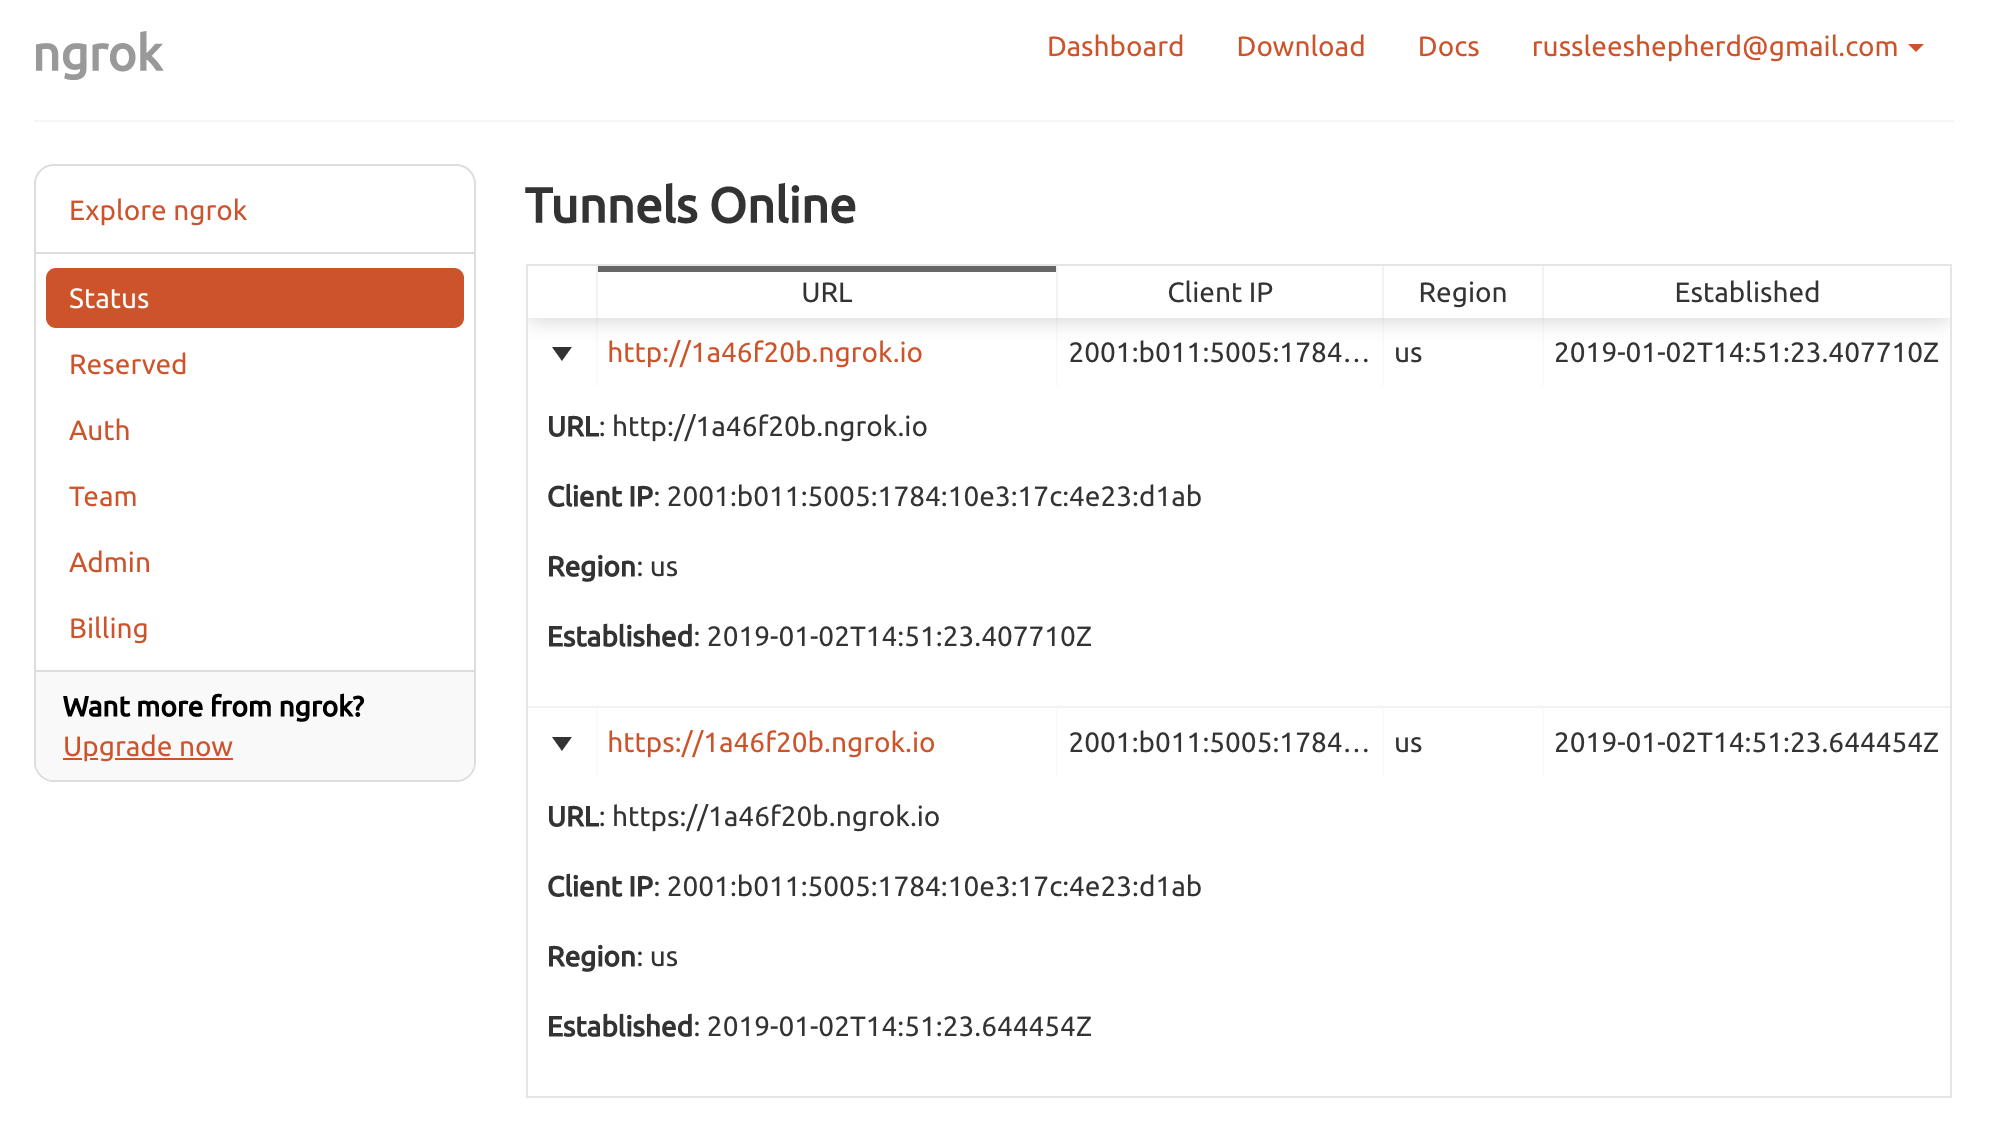 ngrok
Dashboard Download Docs russleeshepherd@gmail.com
Explore ngrok
Status
Reserved
Auth
Team
Admin
Billing
Want more from ngrok?
Upgrade now
Tunnels Online
URL Client IP Region Established
http://1a46f20b.ngrok.io 2001:b011:5005:1784... us 2019-01-02T14:51:23.407710Z
URL: http://1a46f20b.ngrok.io
Client IP: 2001:b011:5005:1784:10e3:17c:4e23:d1ab
Region: us
Established: 2019-01-02T14:51:23.407710Z
https://1a46f20b.ngrok.io 2001:b011:5005:1784... us 2019-01-02T14:51:23.644454Z
URL: https://1a46f20b.ngrok.io
Client IP: 2001:b011:5005:1784:10e3:17c:4e23:d1ab
Region: us
Established: 2019-01-02T14:51:23.644454Z